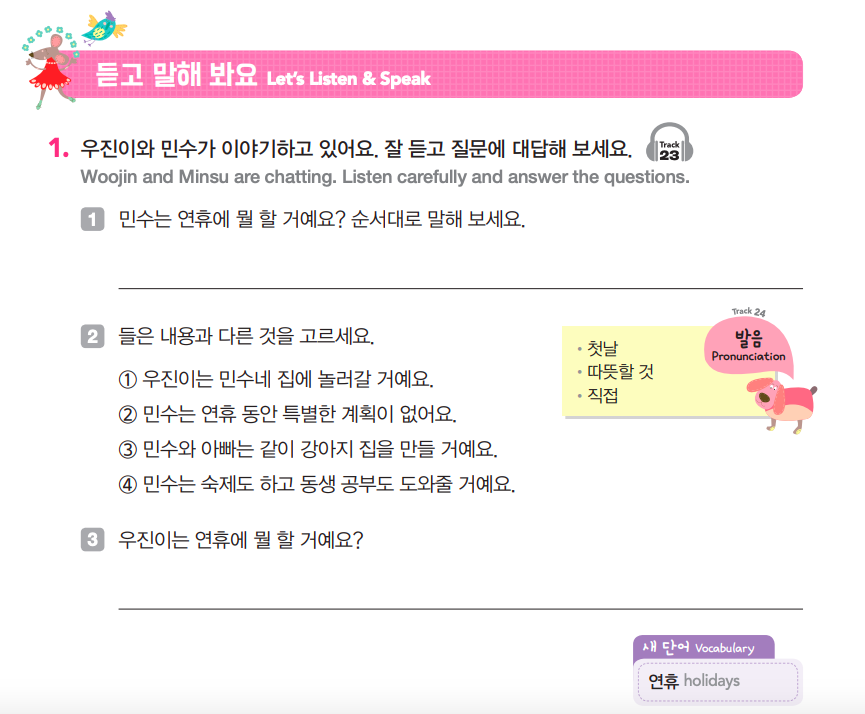 듣고 말해 봐요 Let's Listen & Speak
1. 우진이와 민수가 이야기하고 있어요. 잘 듣고 질문에 대답해 보세요.
Track
23
Woojin and Minsu are chatting. Listen carefully and answer the questions.
1 민수는 연휴에 뭘 할 거예요? 순서대로 말해 보세요.
2 들은 내용과 다른 것을 고르세요.
① 우진이는 민수네 집에 놀러갈 거예요.
② 민수는 연휴 동안 특별한 계획이 없어요.
③ 민수와 아빠는 같이 강아지 집을 만들 거예요.
④ 민수는 숙제도 하고 동생 공부도 도와줄 거예요.
Track 24
발음
Pronunciation
• 첫날
• 따뜻할 것
• 직접
3 우진이는 연휴에 뭘 할 거예요?
새 단어 Vocabulary
연휴 holidays